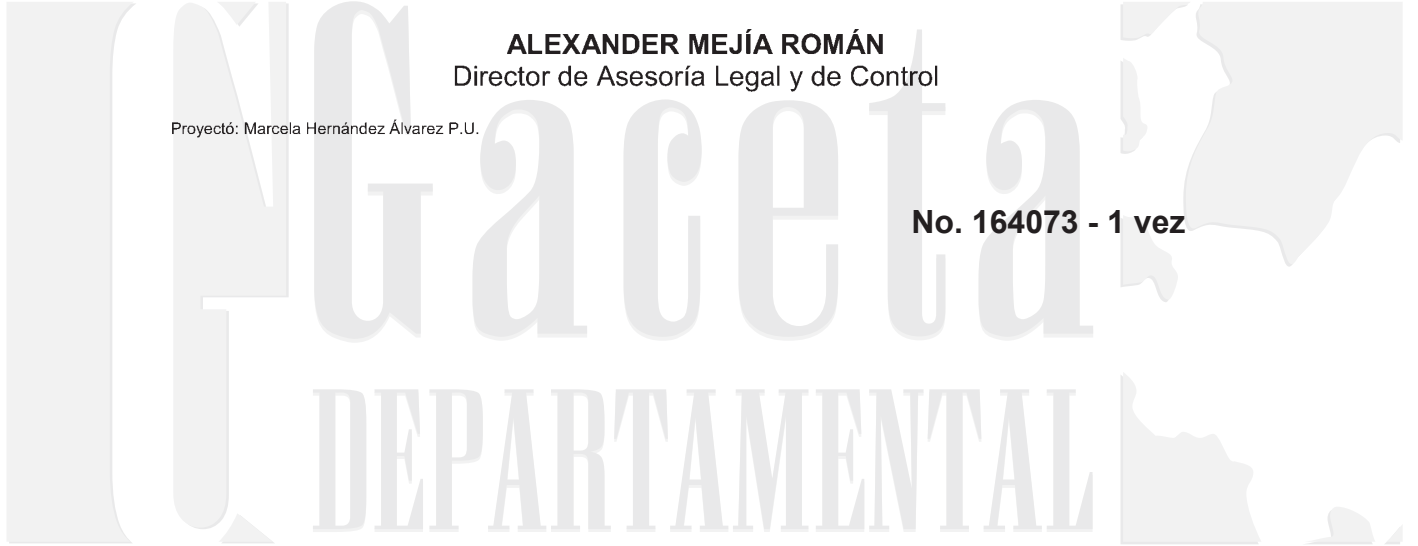 ALEXANDER MEJÍA ROMÁN
Director de Asesoría Legal y de Control
Proyectó: Marcela Hernández Álvarez P.U.
No. 164073 - 1 vez
Gaceta
DEPARTAMENTAL